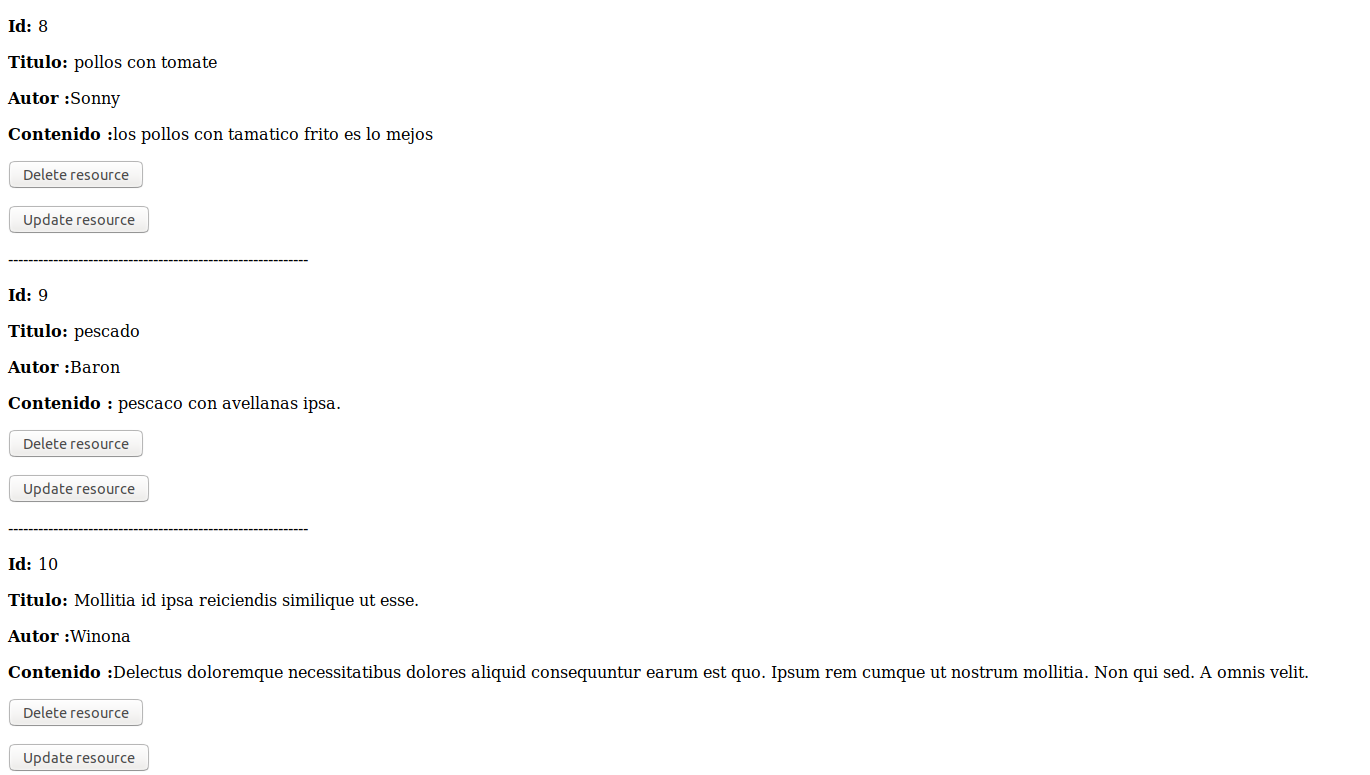 Id: 8
Titulo: pollos con tomate
Autor :Sonny
Contenido :los pollos con tamatico frito es lo mejos
Delete resource
Update resource
------------------------------------------------------------
Id: 9
Titulo: pescado
Autor :Baron
Contenido : pescaco con avellanas ipsa.
Delete resource
Update resource
------------------------------------------------------------
Id: 10
Titulo: Mollitia id ipsa reiciendis similique ut esse.
Autor :Winona
Contenido :Delectus doloremque necessitatibus dolores aliquid consequuntur earum est quo. Ipsum rem cumque ut nostrum mollitia. Non qui sed. A omnis velit.
Delete resource
Update resource